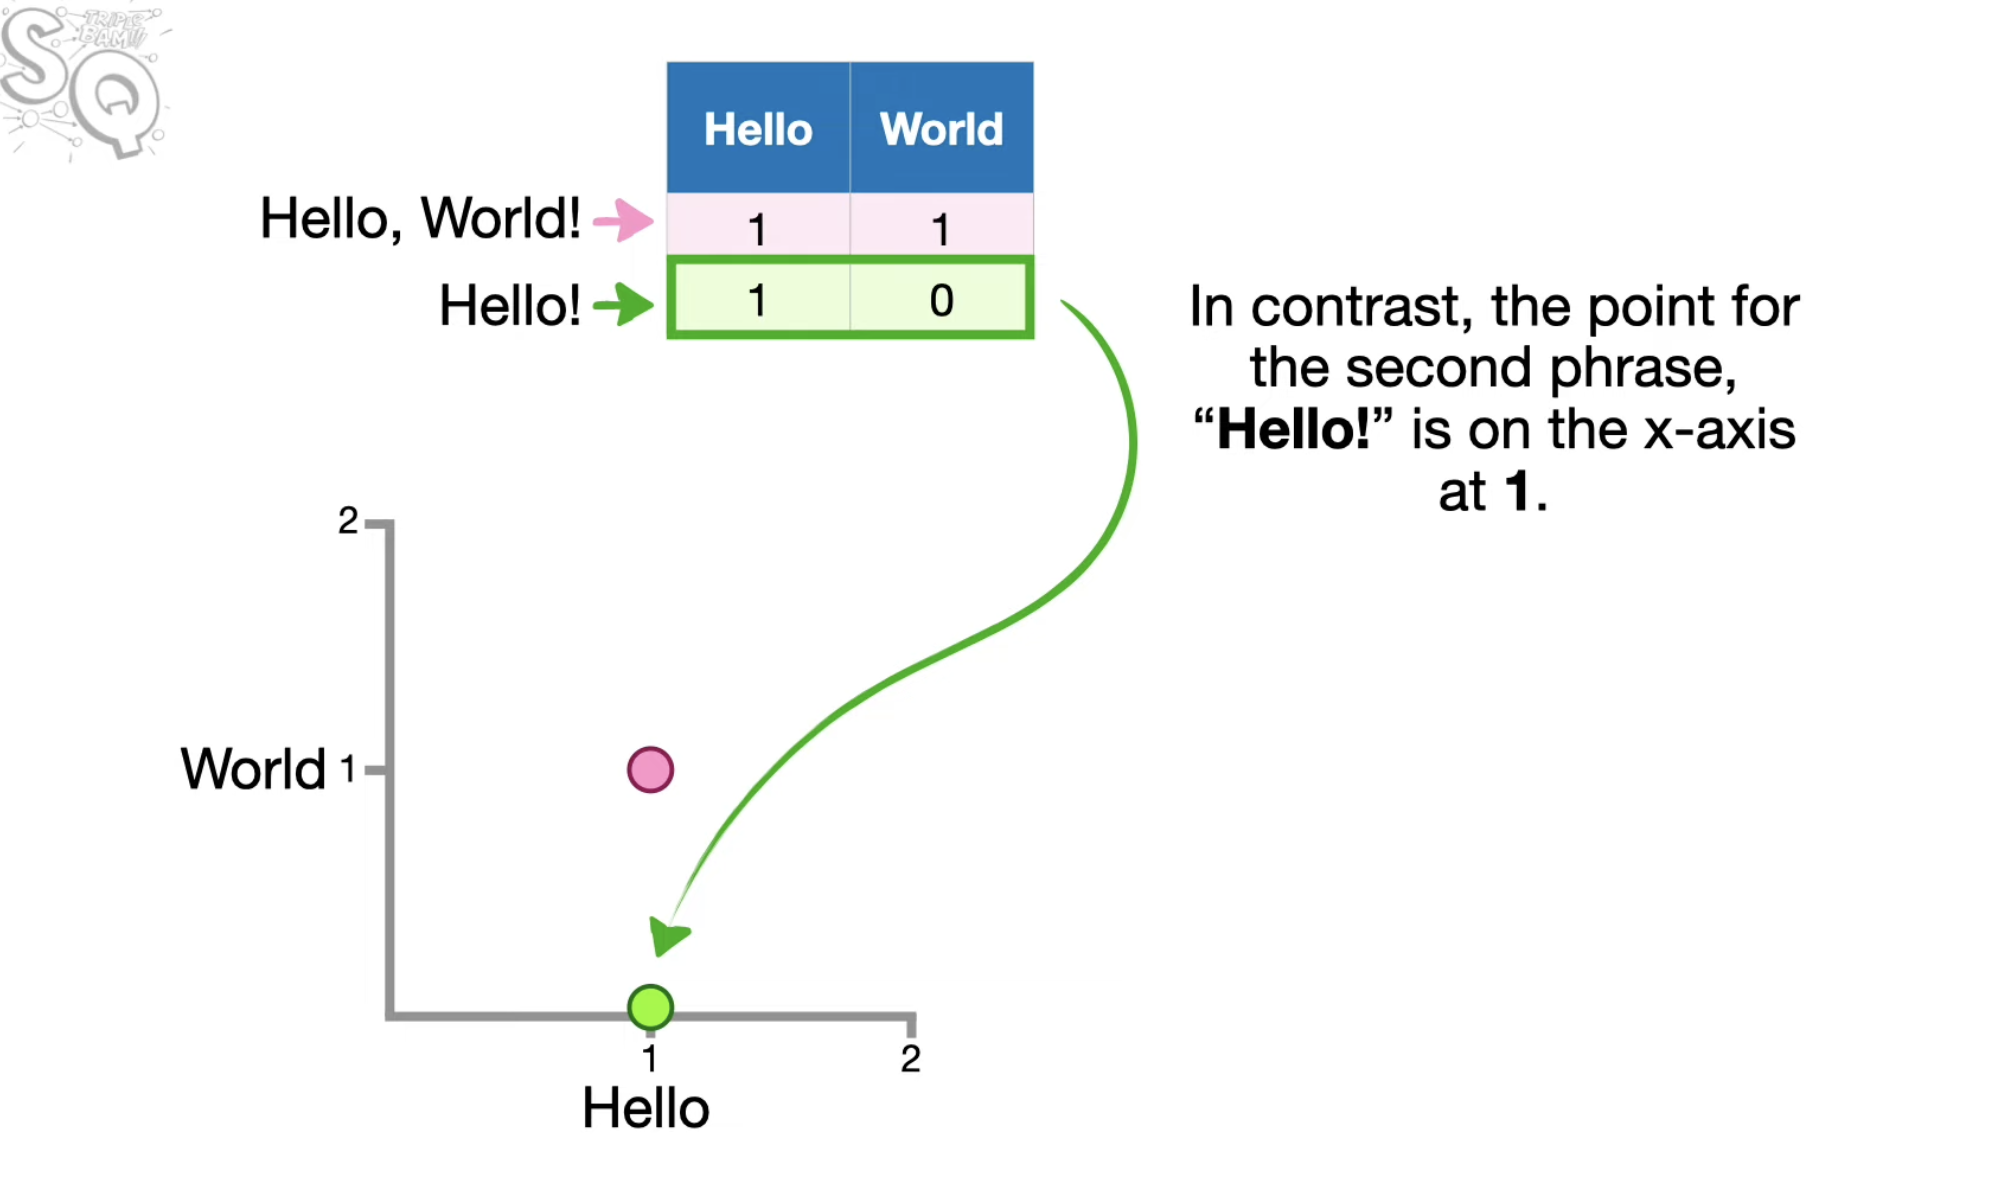 SQ
TRIPLE
BAM!!!
Hello World
Hello, World! 1 1
Hello! 1 0
In contrast, the point for
the second phrase,
“Hello!” is on the x-axis
at 1.
2
World 1
1 2
Hello